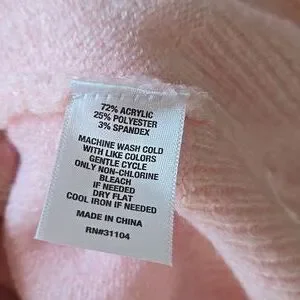 72% ACRYLIC
25% POLYESTER
3% SPANDEX
MACHINE WASH COLD
WITH LIKE COLORS
GENTLE CYCLE
ONLY NON-CHLORINE
BLEACH
IF NEEDED
DRY FLAT
COOL IRON IF NEEDED
MADE IN CHINA
RN#31104